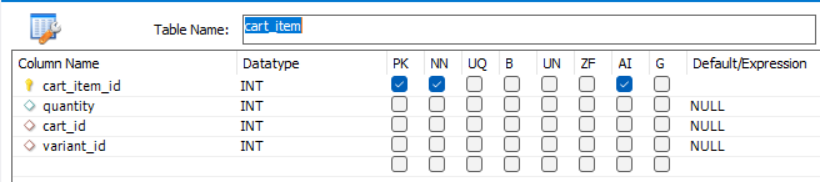 Table Name: cart_item
Column Name Datatype PK NN UQ B UN ZF AI G Default/Expression
cart_item_id INT
quantity INT NULL
cart_id INT NULL
variant_id INT NULL